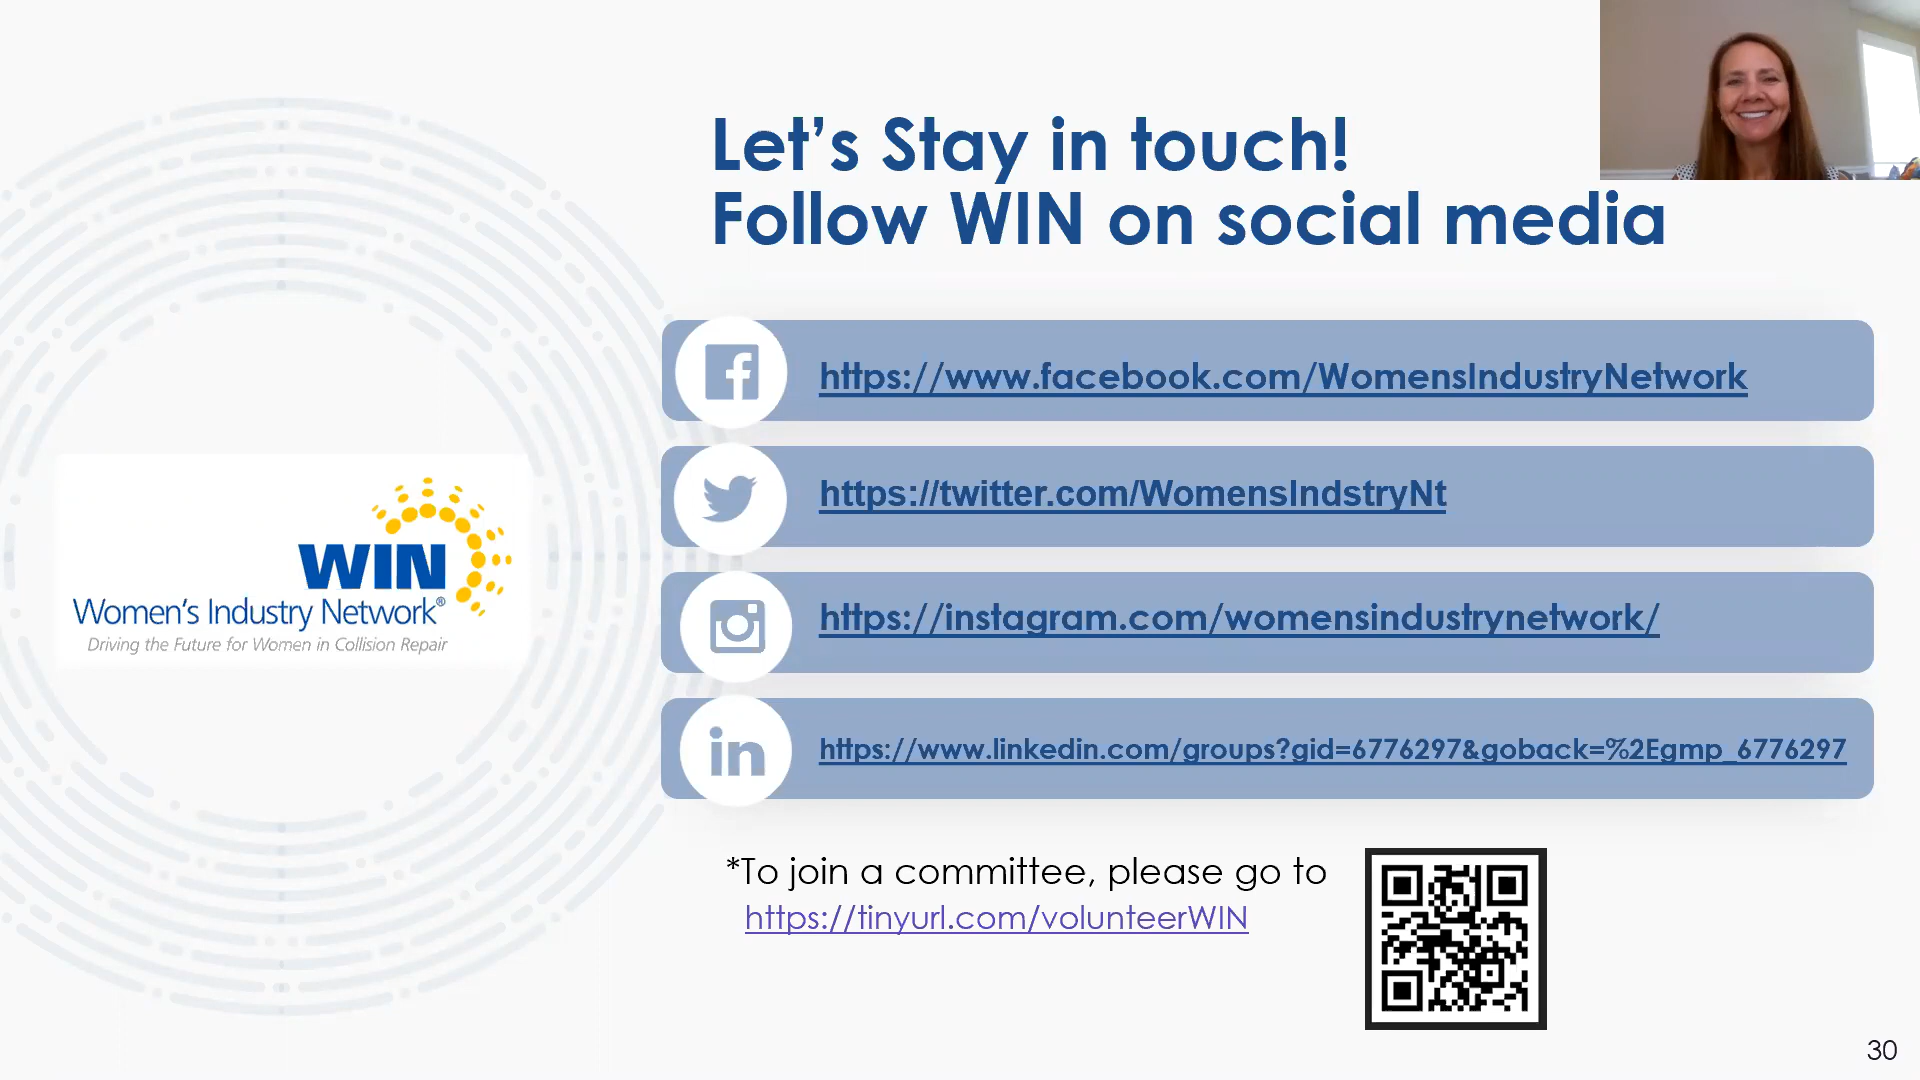 Let’s Stay in touch!
Follow WIN on social media
https://www.facebook.com/WomensIndustryNetwork
https://twitter.com/WomensIndstryNt
https://instagram.com/womensindustrynetwork/
in
https://www.linkedin.com/groups?gid=6776297&goback=%2Egmp_6776297
WIN
Women’s Industry Network®
Driving the Future for Women in Collision Repair
*To join a committee, please go to
https://tinyurl.com/volunteerWIN
30